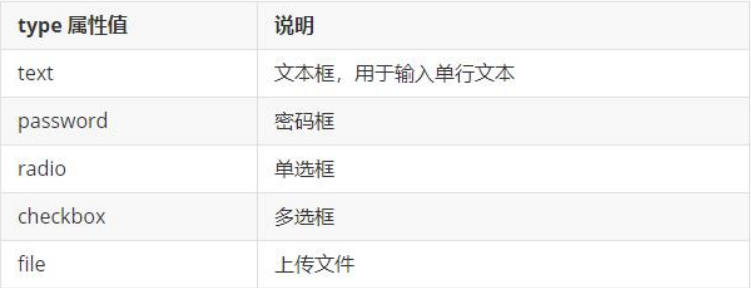 type 属性值 说明
text 文本框，用于输入单行文本
password 密码框
radio 单选框
checkbox 多选框
file 上传文件